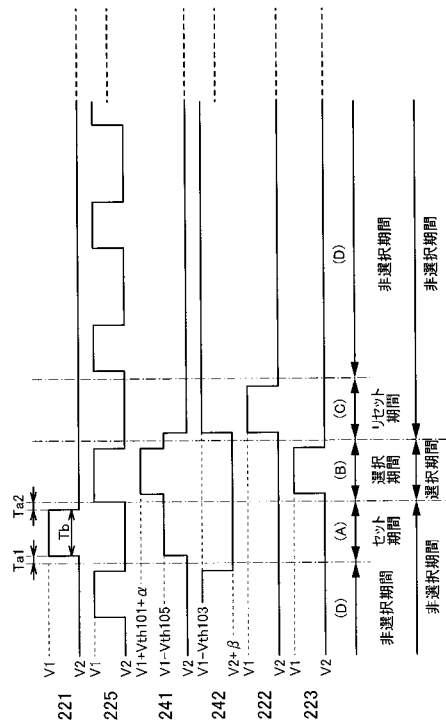 Ta1
Ta2
Tb
221
V1
V2
225
V1
V2
241
V1+Vth101+α
V1-Vth105
V2
242
V1-Vth103
V2+β
222
V1
V2
223
V1
V2
(D)
(A)
(B)
(C)
(D)
非選択期間
セット
期間
選択
期間
リセット
期間
非選択期間
非選択期間
選択期間
非選択期間